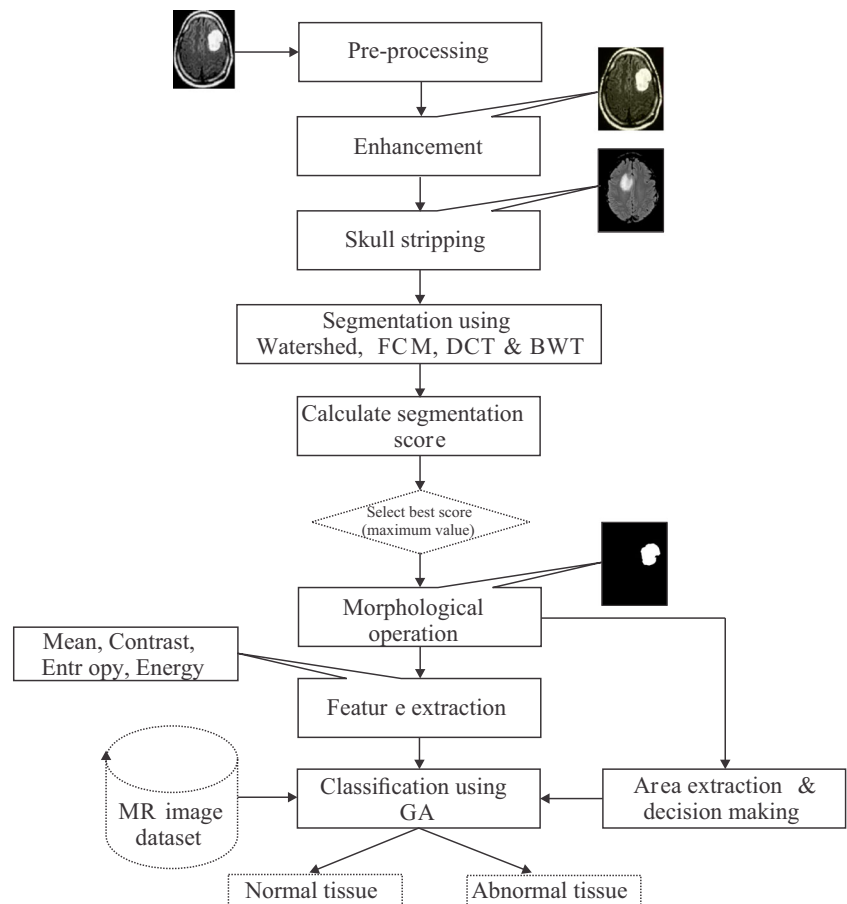 Pre-processing
Enhancement
Skull stripping
Segmentation using
Watershed, FCM, DCT & BWT
Calculate segmentation
score
Select best score
(maximum value)
Morphological
operation
Mean, Contrast,
Entr opy, Energy
Featur e extraction
MR image
dataset
Classification using
GA
Area extraction &
decision making
Normal tissue
Abnormal tissue